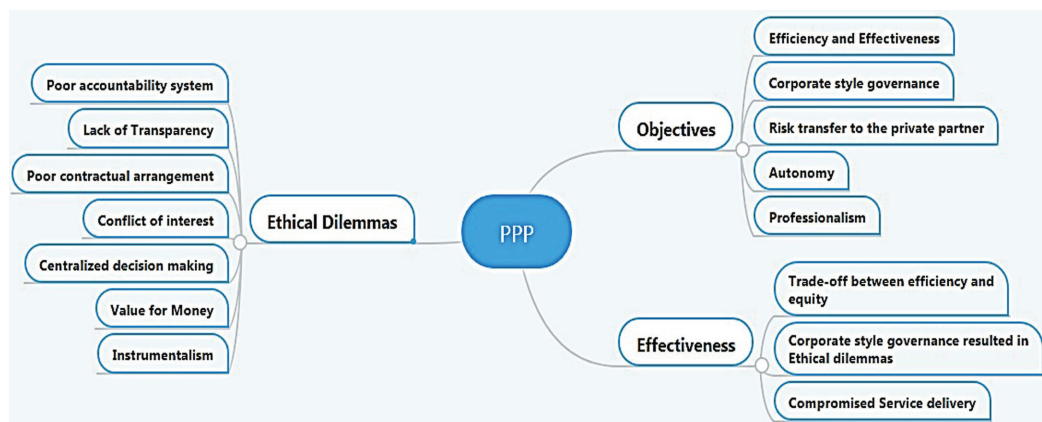 PPP
Ethical Dilemmas
Poor accountability system
Lack of Transparency
Poor contractual arrangement
Conflict of interest
Centralized decision making
Value for Money
Instrumentalism
Objectives
Efficiency and Effectiveness
Corporate style governance
Risk transfer to the private partner
Autonomy
Professionalism
Effectiveness
Trade-off between efficiency and
equity
Corporate style governance resulted in
Ethical dilemmas
Compromised Service delivery